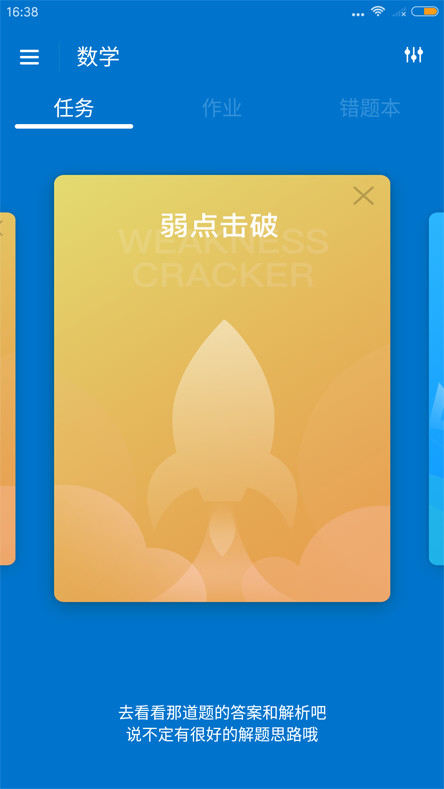 16:38
数学
任务
作业
错题本
弱点击破
WEAKNESS
CRACKER
去看看那道题的答案和解析吧
说不定有很好的解题思路哦